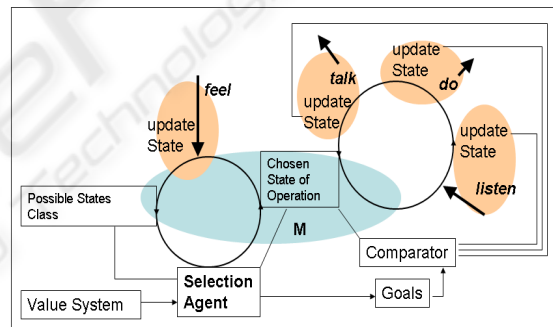 feel
update
State
talk
update
State
update
State
do
update
State
listen
Possible States
Class
Chosen
State of
Operation
M
Selection
Agent
Value System
Comparator
Goals